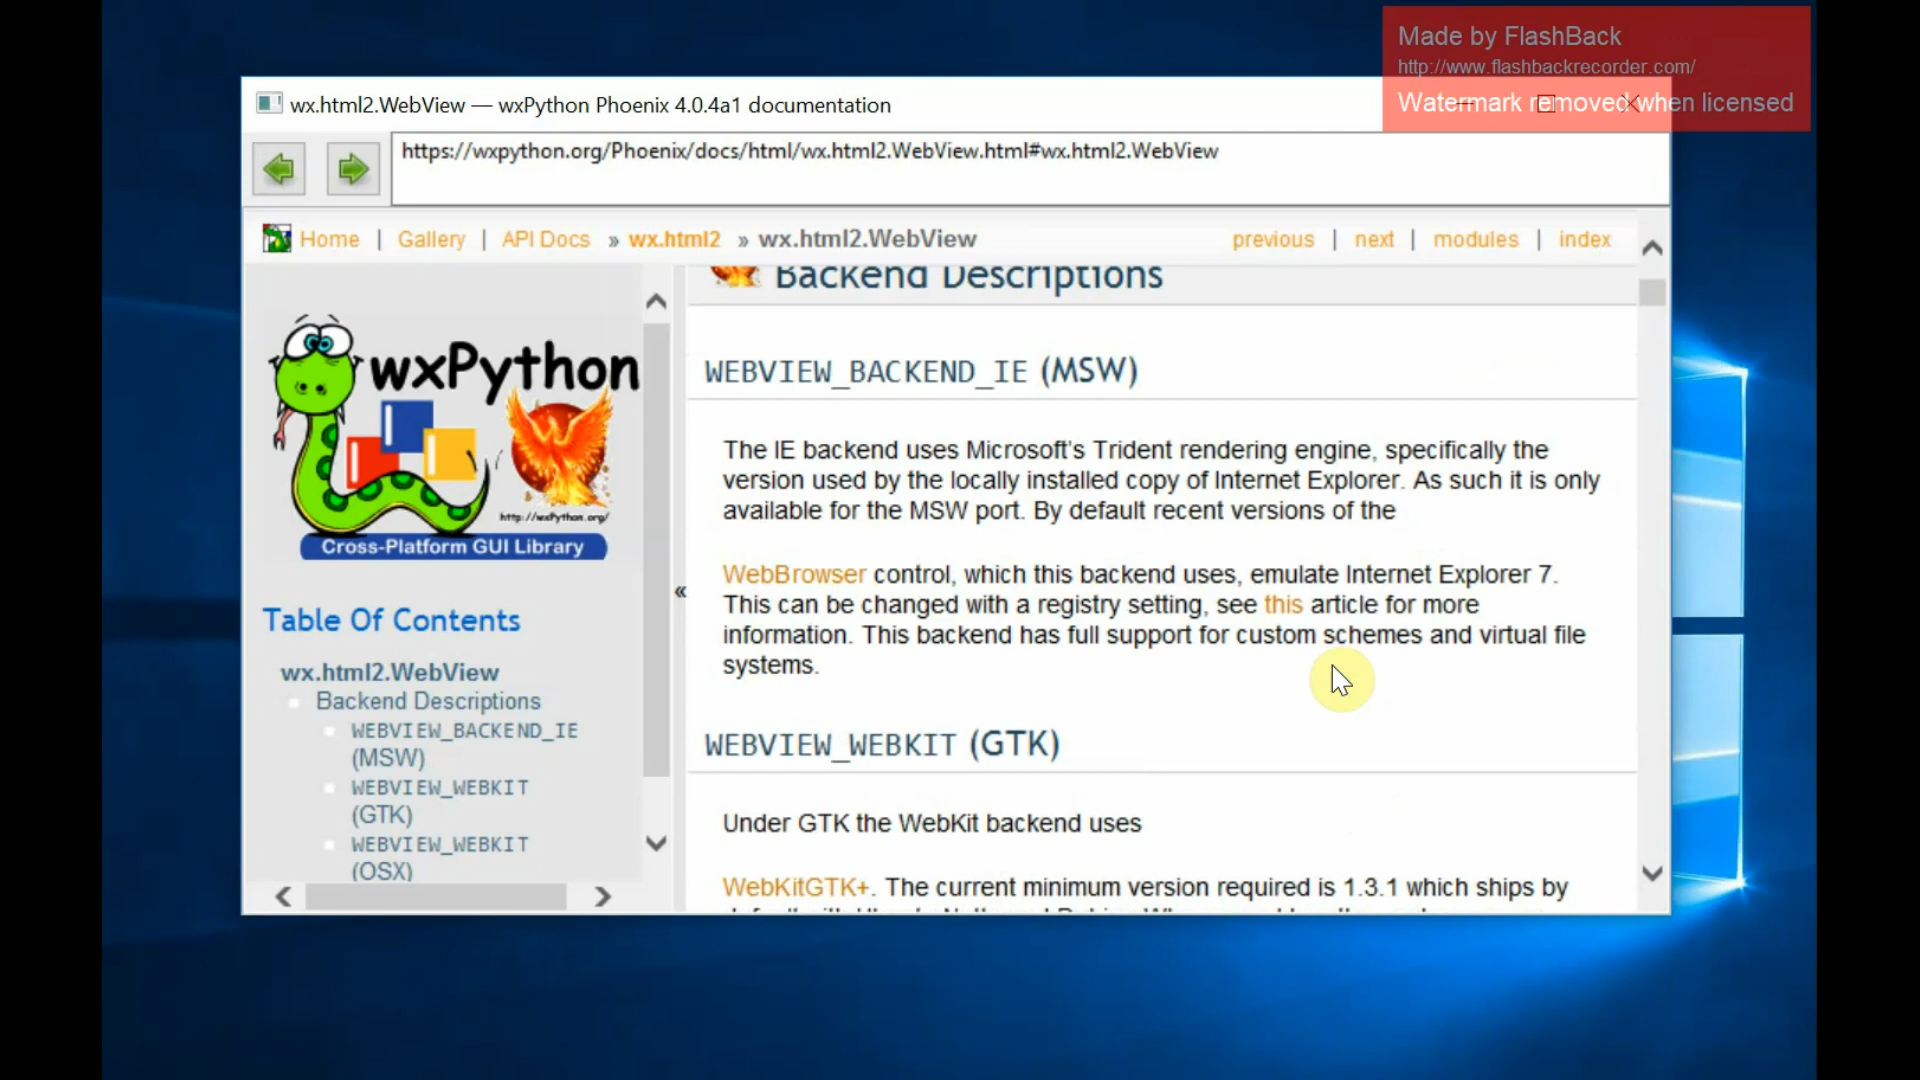 Made by FlashBack
http://www.flashbackrecorder.com/
Watermark removed when licensed
wx.html2.WebView — wxPython Phoenix 4.0.4a1 documentation
https://wxpython.org/Phoenix/docs/html/wx.html2.WebView.html#wx.html2.WebView
Home | Gallery | API Docs » wx.html2 » wx.html2.WebView previous | next | modules | index
wxPython
http://wxPython.org/
Cross-Platform GUI Library
Table Of Contents
wx.html2.WebView
Backend Descriptions
WEBVIEW_BACKEND_IE
(MSW)
WEBVIEW_WEBKIT
(GTK)
WEBVIEW_WEBKIT
(OSX)
«
Backend Descriptions
WEBVIEW_BACKEND_IE (MSW)
The IE backend uses Microsoft's Trident rendering engine, specifically the
version used by the locally installed copy of Internet Explorer. As such it is only
available for the MSW port. By default recent versions of the
WebBrowser control, which this backend uses, emulate Internet Explorer 7.
This can be changed with a registry setting, see this article for more
information. This backend has full support for custom schemes and virtual file
systems.
WEBVIEW_WEBKIT (GTK)
Under GTK the WebKit backend uses
WebKitGTK+. The current minimum version required is 1.3.1 which ships by